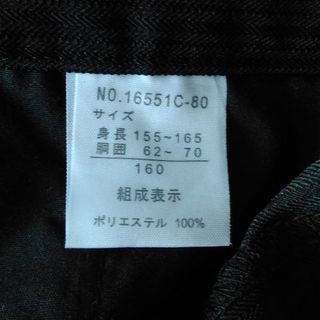 NO.16551C-80
サイズ
身長 155~165
胴囲 62~ 70
160
組成表示
ポリエステル 100%